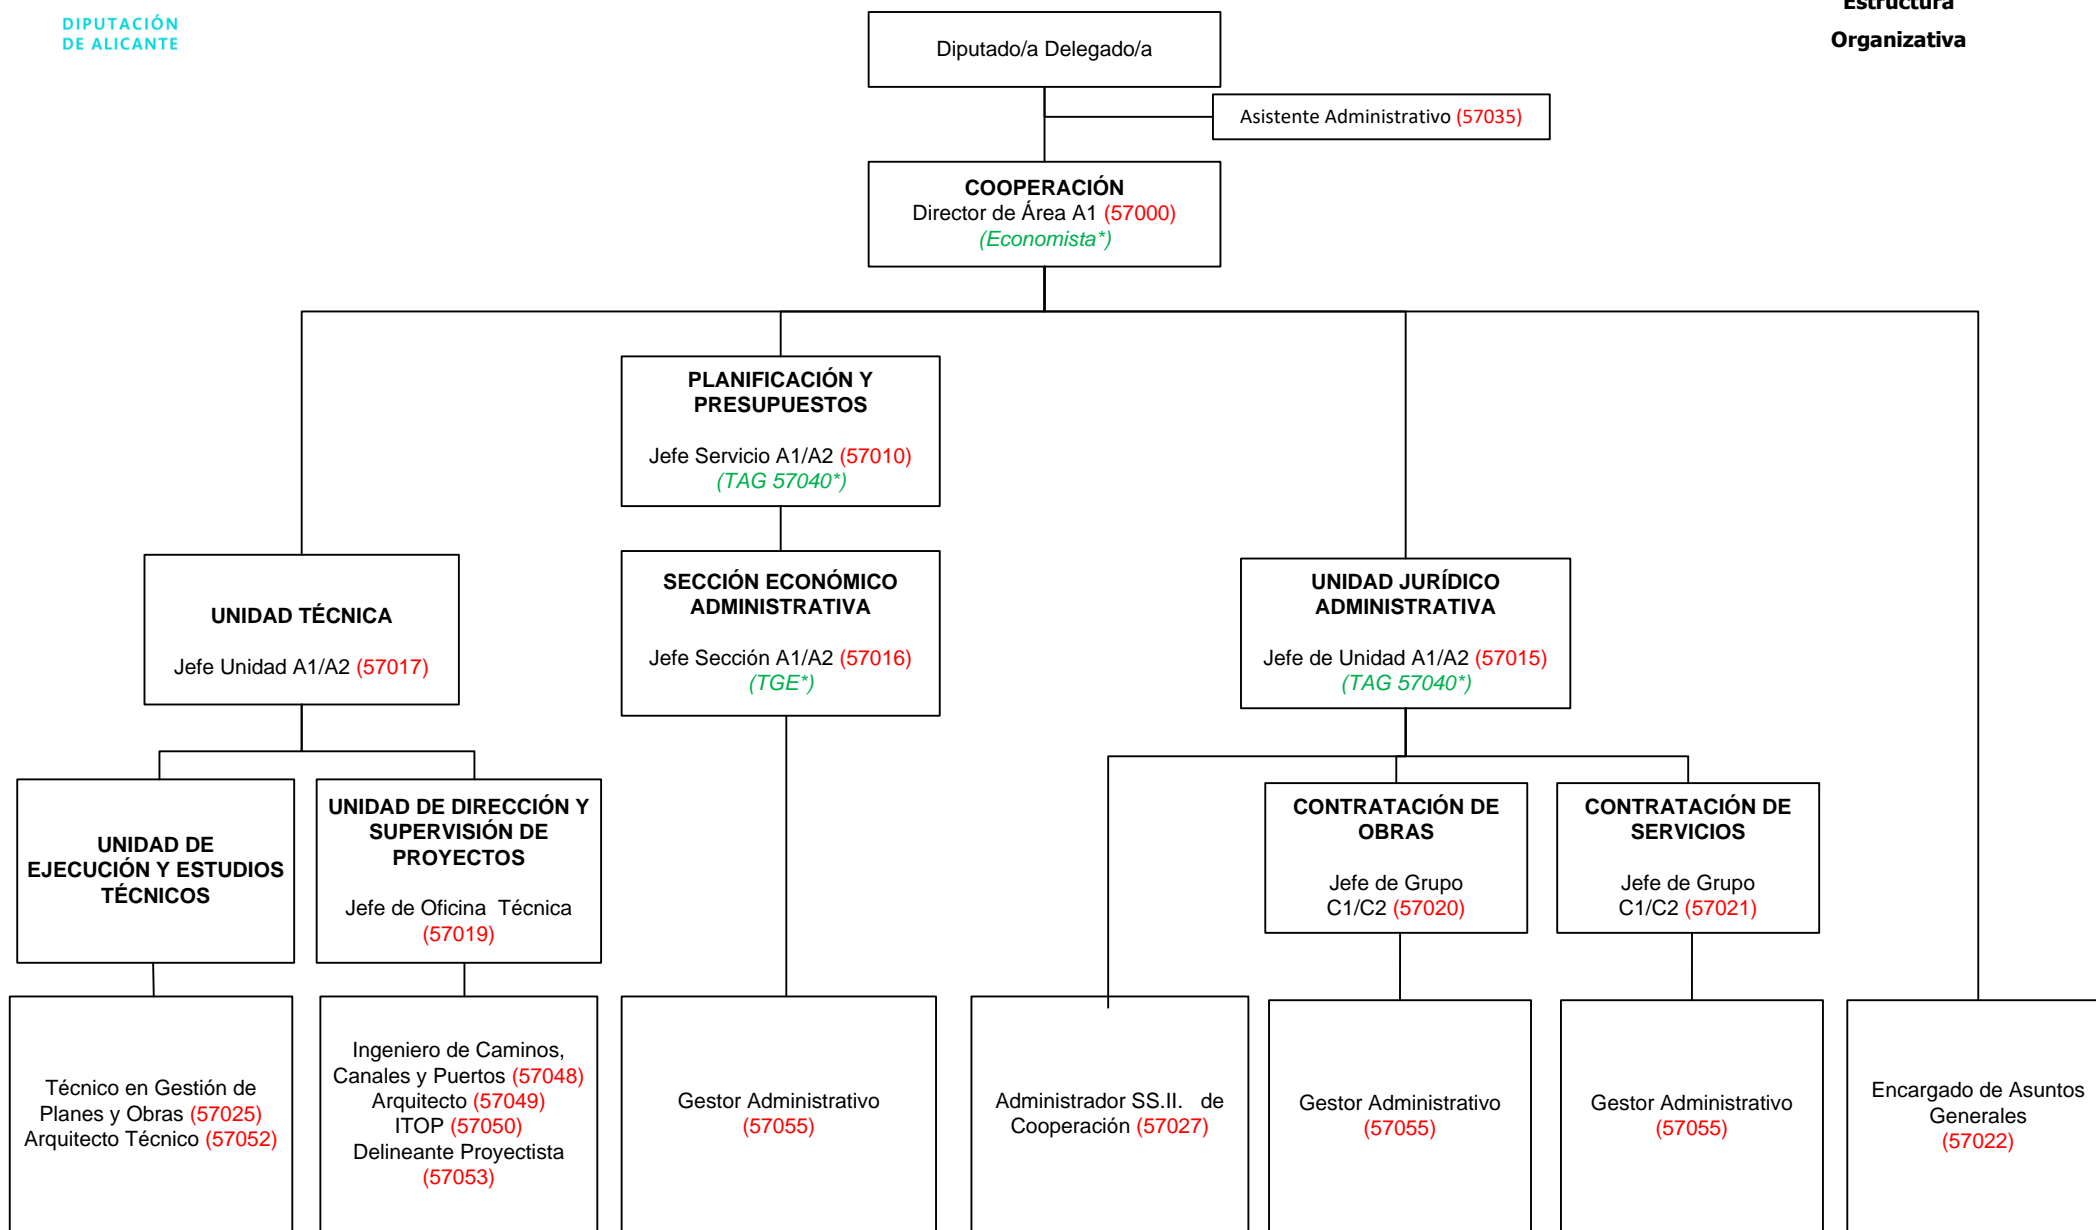 DIPUTACIÓN
DE ALICANTE
Estructura
Organizativa
Diputado/a Delegado/a
Asistente Administrativo (57035)
COOPERACIÓN
Director de Área A1 (57000)
(Economista*)
PLANIFICACIÓN Y
PRESUPUESTOS
Jefe Servicio A1/A2 (57010)
(TAG 57040*)
UNIDAD TÉCNICA
Jefe Unidad A1/A2 (57017)
SECCIÓN ECONÓMICO
ADMINISTRATIVA
Jefe Sección A1/A2 (57016)
(TGE*)
UNIDAD JURÍDICO
ADMINISTRATIVA
Jefe de Unidad A1/A2 (57015)
(TAG 57040*)
UNIDAD DE
EJECUCIÓN Y ESTUDIOS
TÉCNICOS
UNIDAD DE DIRECCIÓN Y
SUPERVISIÓN DE
PROYECTOS
Jefe de Oficina Técnica
(57019)
CONTRATACIÓN DE
OBRAS
Jefe de Grupo
C1/C2 (57020)
CONTRATACIÓN DE
SERVICIOS
Jefe de Grupo
C1/C2 (57021)
Técnico en Gestión de
Planes y Obras (57025)
Arquitecto Técnico (57052)
Ingeniero de Caminos,
Canales y Puertos (57048)
Arquitecto (57049)
ITOP (57050)
Delineante Proyectista
(57053)
Gestor Administrativo
(57055)
Administrador SS.II. de
Cooperación (57027)
Gestor Administrativo
(57055)
Gestor Administrativo
(57055)
Encargado de Asuntos
Generales
(57022)